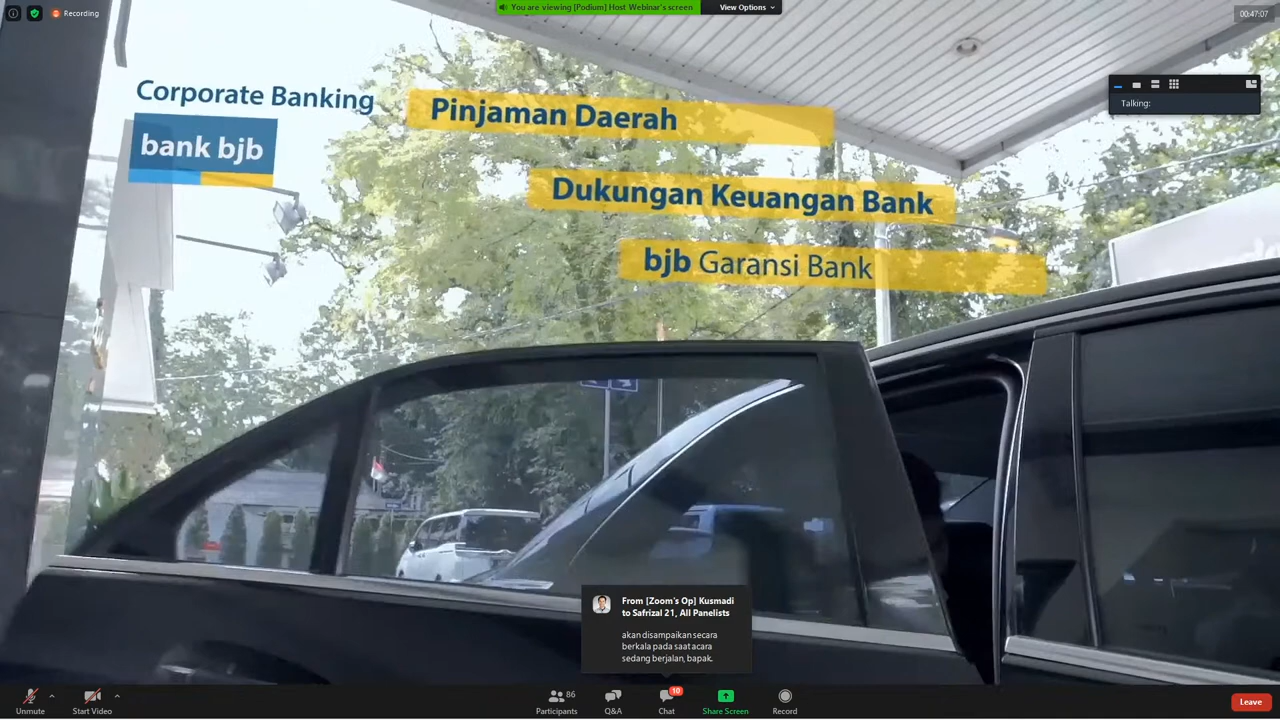 Recording
You are viewing [Podium] Host Webinar's screen
View Options
00:47:07
Talking:
Corporate Banking
bank bjb
Pinjaman Daerah
Dukungan Keuangan Bank
bjb Garansi Bank
From [Zoom's Op] Kusmadi
to Safrizal 21, All Panelists
akan disampaikan secara
berkala pada saat acara
sedang berjalan, bapak.
Unmute
Start Video
86
Participants
Q&A
10
Chat
Share Screen
Record
Leave